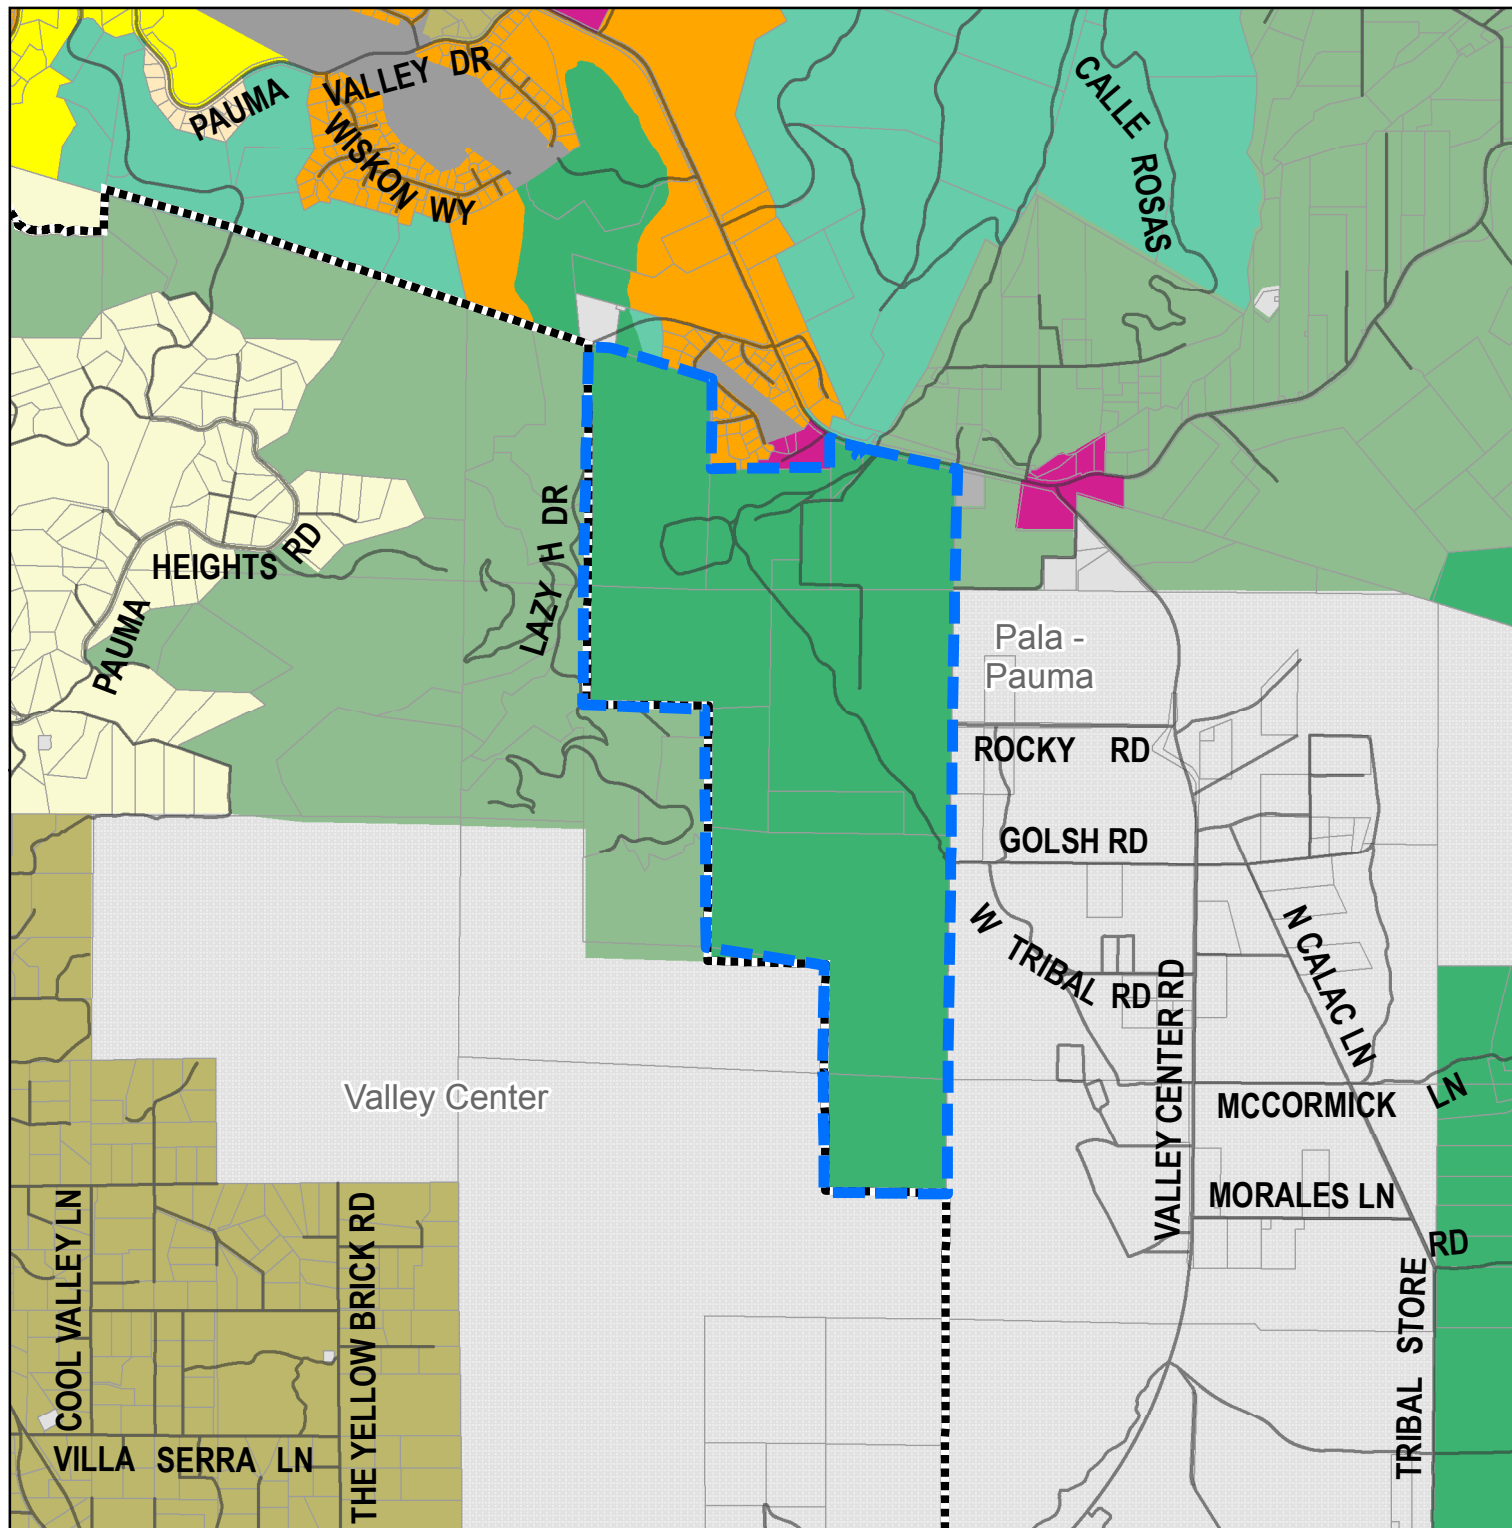 PAUMA VALLEY DR
WISKON WY
CALLE ROSAS
LAZY H DR
PAUMA HEIGHTS RD
Pala -
Pauma
ROCKY RD
GOLSH RD
W TRIBAL RD
N CALAC LN
VALLEY CENTER RD
Valley Center
MCCORMICK LN
MORALES LN
TRIBAL STORE RD
COOL VALLEY LN
THE YELLOW BRICK RD
VILLA SERRA LN